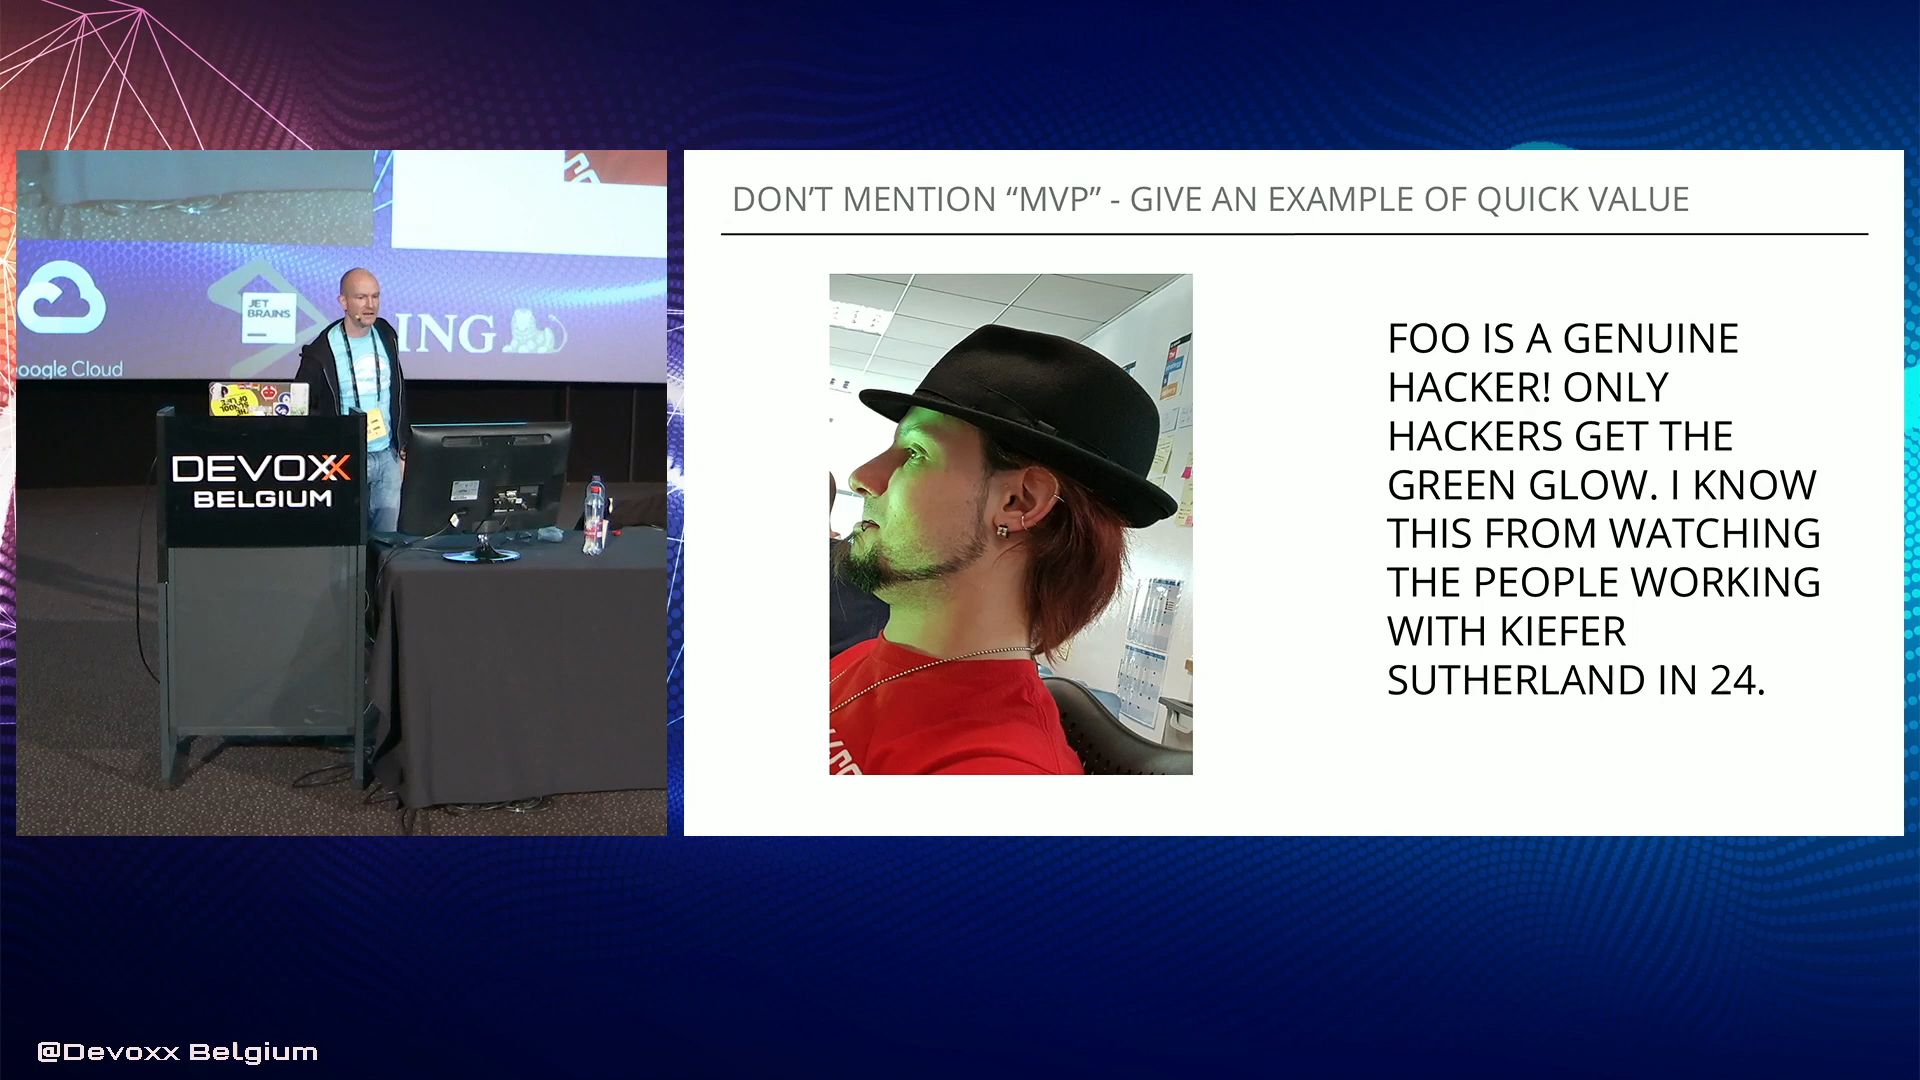 DON’T MENTION “MVP” - GIVE AN EXAMPLE OF QUICK VALUE
FOO IS A GENUINE
HACKER! ONLY
HACKERS GET THE
GREEN GLOW. I KNOW
THIS FROM WATCHING
THE PEOPLE WORKING
WITH KIEFER
SUTHERLAND IN 24.
JET
BRAINS
ING
oogle Cloud
DEVOXX
BELGIUM
@Devoxx Belgium